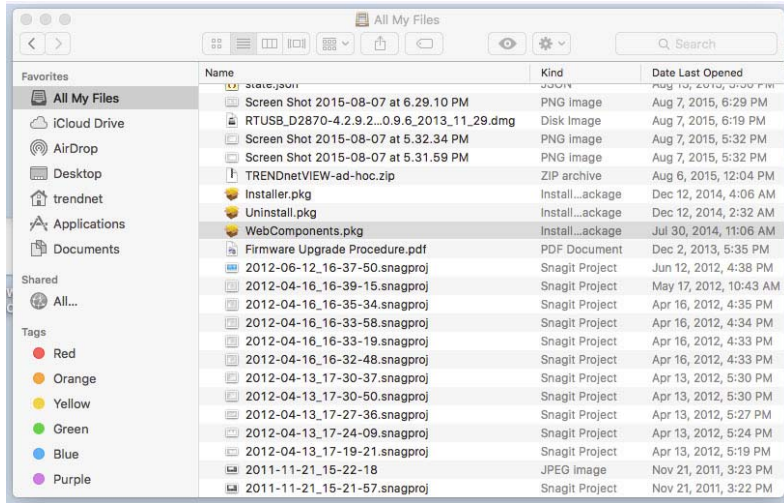 All My Files
Search
Favorites
All My Files
iCloud Drive
AirDrop
Desktop
trendnet
Applications
Documents
Shared
All...
Tags
Red
Orange
Yellow
Green
Blue
Purple
Name Kind Date Last Opened
state.json JSON
Screen Shot 2015-08-07 at 6.29.10 PM PNG image Aug 7, 2015, 6:29 PM
RTUSB_D2870-4.2.9.2...0.9.6_2013_11_29.dmg Disk Image Aug 7, 2015, 6:19 PM
Screen Shot 2015-08-07 at 5.32.34 PM PNG image Aug 7, 2015, 5:32 PM
Screen Shot 2015-08-07 at 5.31.59 PM PNG image Aug 7, 2015, 5:32 PM
TRENDnetVIEW-ad-hoc.zip ZIP archive Aug 6, 2015, 12:04 PM
Installer.pkg Install...ackage Dec 12, 2014, 4:06 AM
Uninstall.pkg Install...ackage Dec 12, 2014, 2:32 AM
WebComponents.pkg Install...ackage Jul 30, 2014, 11:06 AM
Firmware Upgrade Procedure.pdf PDF Document Dec 2, 2013, 5:35 PM
2012-06-12_16-37-50.snagproj Snagit Project Jun 12, 2012, 4:38 PM
2012-04-16_16-39-15.snagproj Snagit Project May 17, 2012, 10:43 AM
2012-04-16_16-35-34.snagproj Snagit Project Apr 16, 2012, 4:35 PM
2012-04-16_16-33-58.snagproj Snagit Project Apr 16, 2012, 4:34 PM
2012-04-16_16-33-19.snagproj Snagit Project Apr 16, 2012, 4:33 PM
2012-04-16_16-32-48.snagproj Snagit Project Apr 16, 2012, 4:33 PM
2012-04-13_17-30-37.snagproj Snagit Project Apr 13, 2012, 5:30 PM
2012-04-13_17-30-50.snagproj Snagit Project Apr 13, 2012, 5:30 PM
2012-04-13_17-27-36.snagproj Snagit Project Apr 13, 2012, 5:27 PM
2012-04-13_17-24-09.snagproj Snagit Project Apr 13, 2012, 5:24 PM
2012-04-13_17-19-21.snagproj Snagit Project Apr 13, 2012, 5:19 PM
2011-11-21_15-22-18 JPEG image Nov 21, 2011, 3:23 PM
2011-11-21_15-21-57.snagproj Snagit Project Nov 21, 2011, 3:22 PM